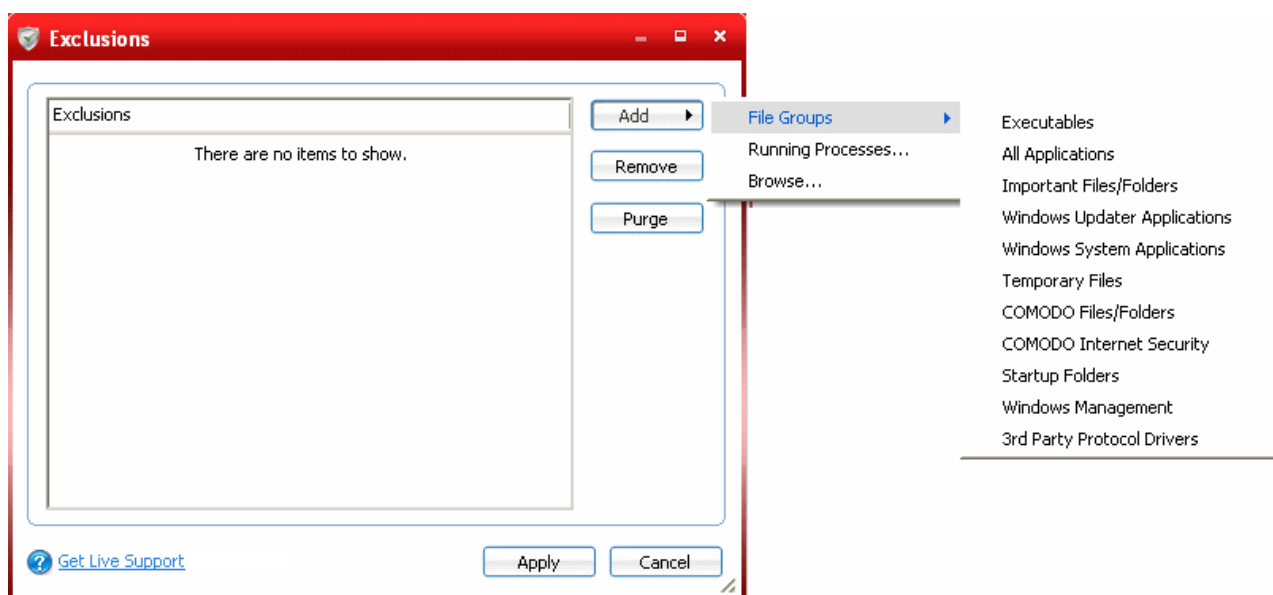 Exclusions
Exclusions
There are no items to show.
Add
Remove
Purge
File Groups
Running Processes...
Browse...
Executables
All Applications
Important Files/Folders
Windows Updater Applications
Windows System Applications
Temporary Files
COMODO Files/Folders
COMODO Internet Security
Startup Folders
Windows Management
3rd Party Protocol Drivers
Get Live Support
Apply
Cancel